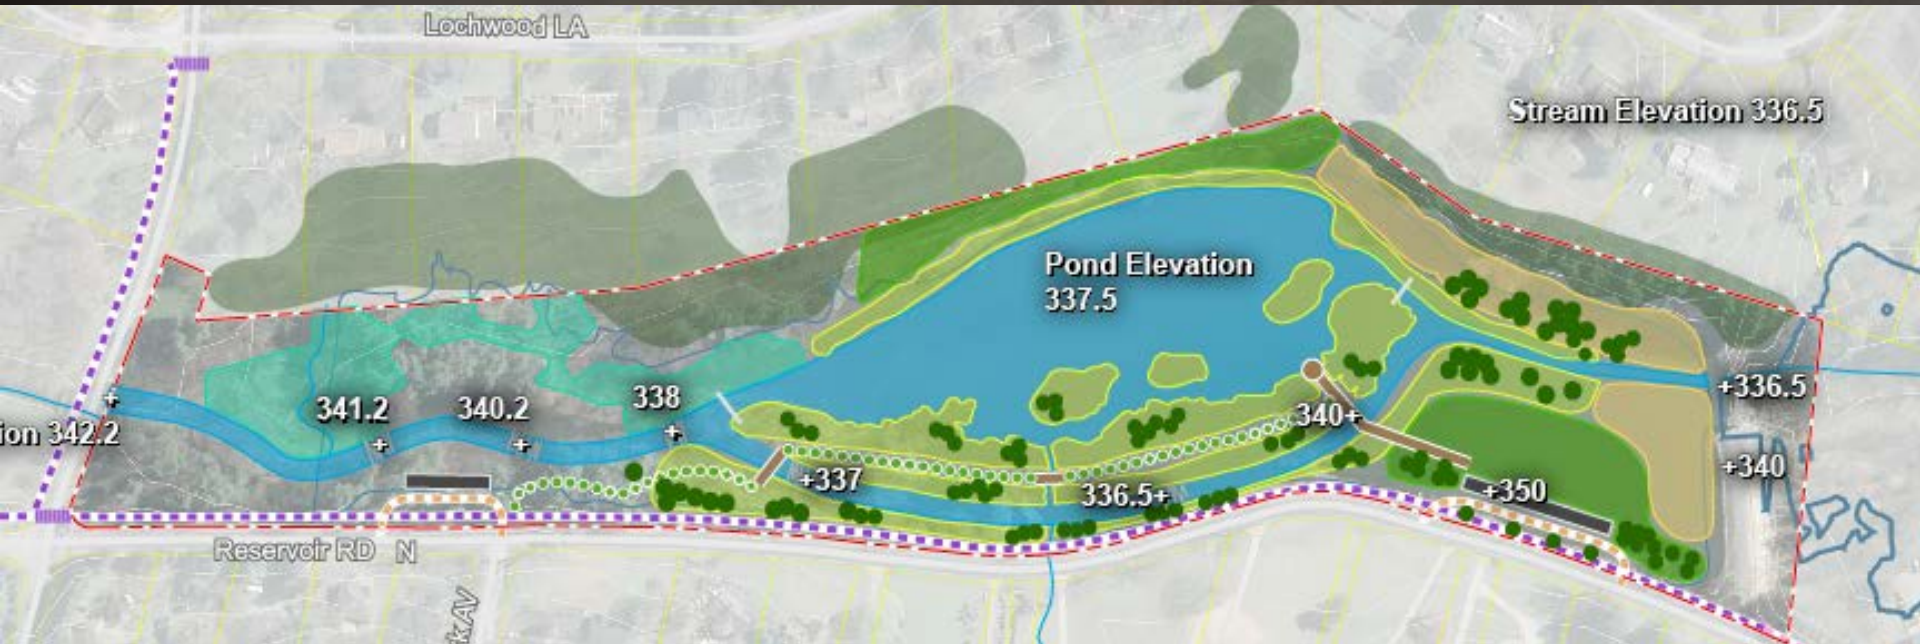 Lochwood LA
Stream Elevation 336.5
Pond Elevation
337.5
341.2
340.2
338
340+
+336.5
ion 342.2
+337
336.5+
+350
+340
Reservoir RD N
k AV